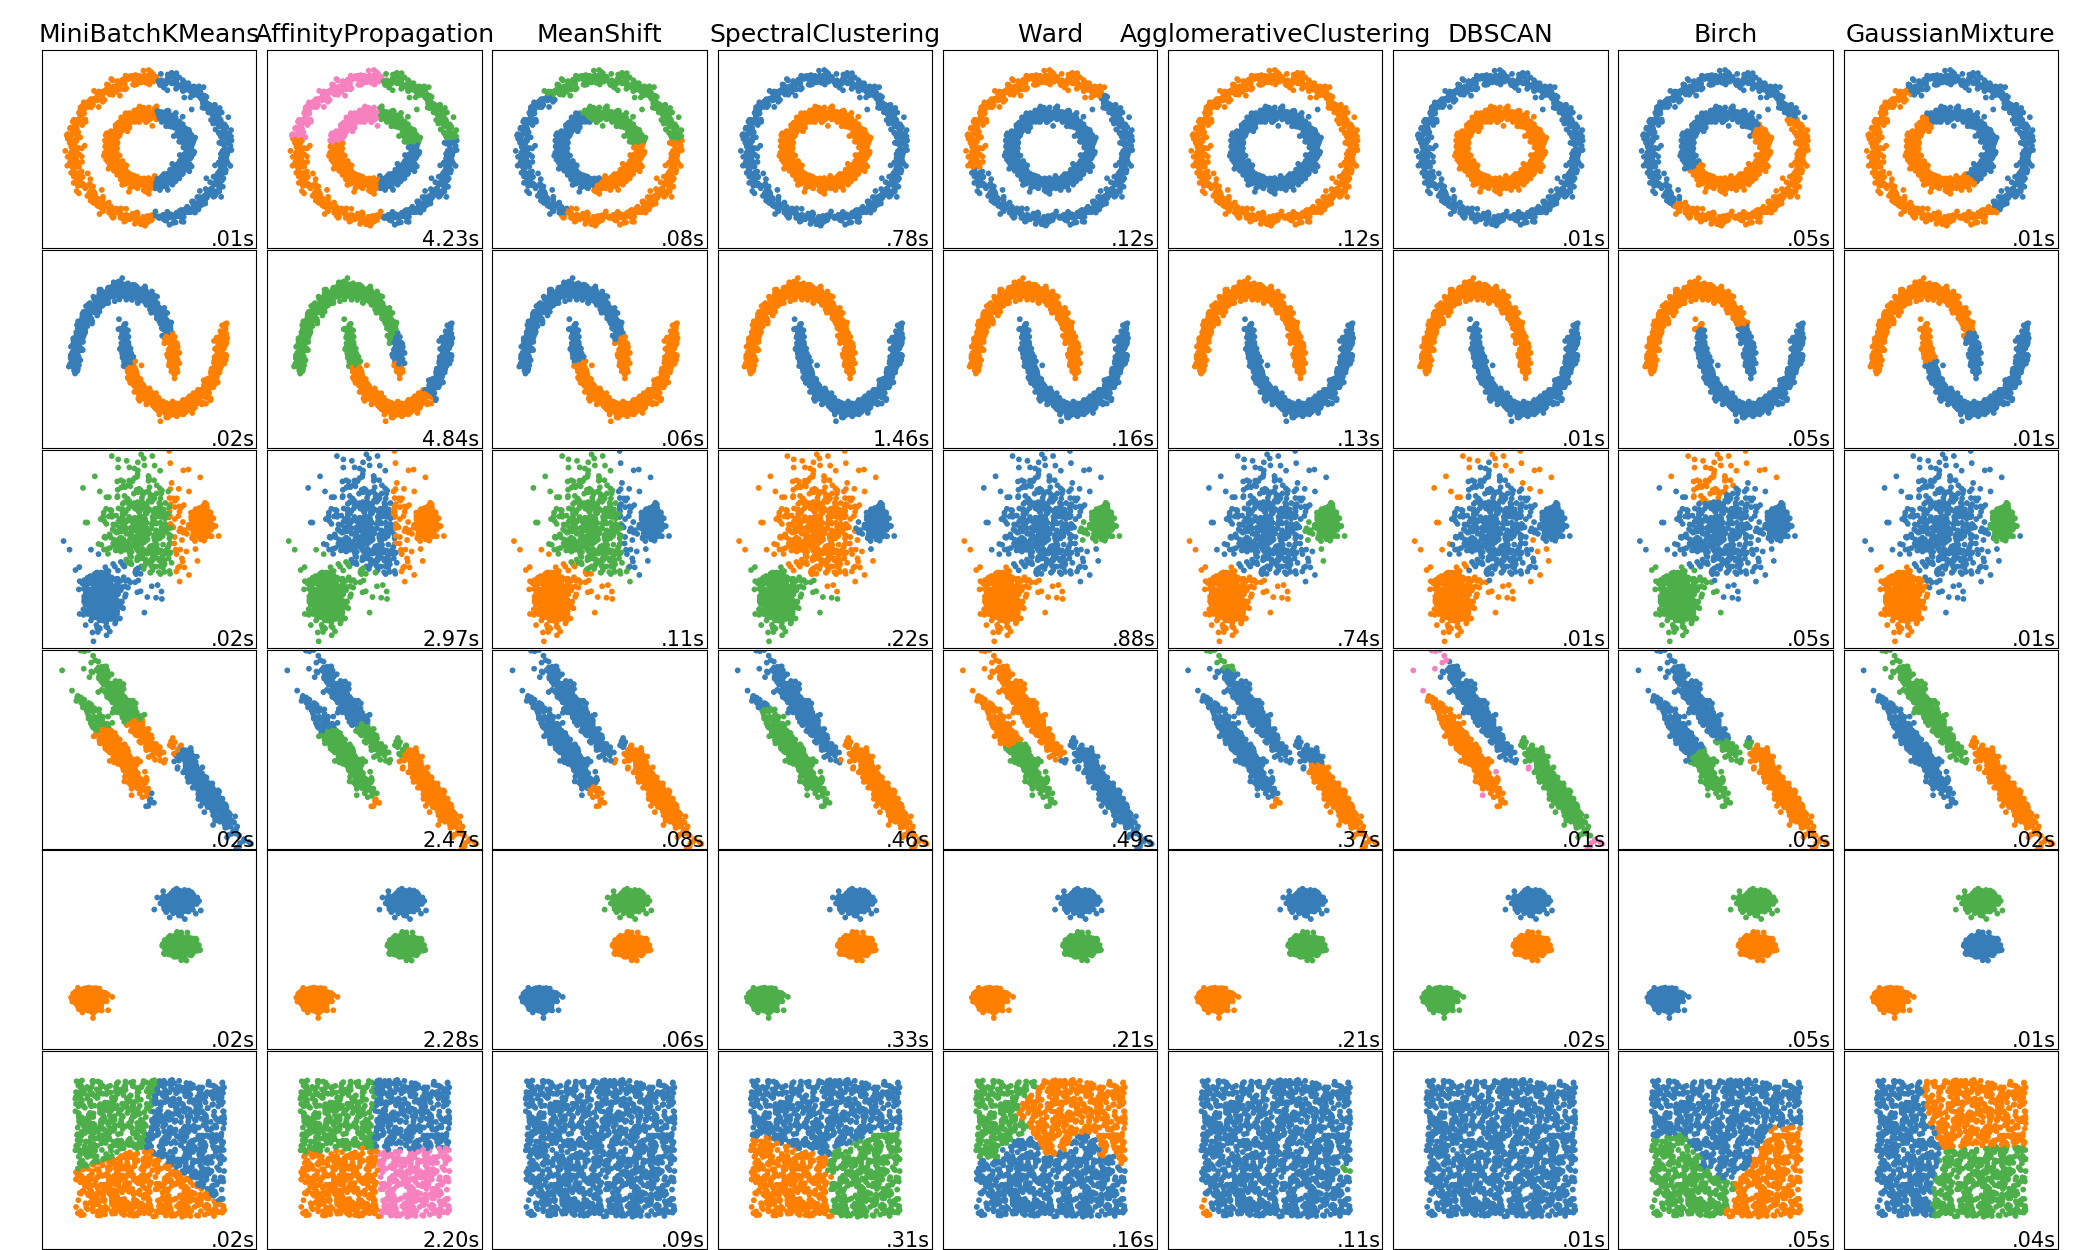 MiniBatchKMeans AffinityPropagation MeanShift SpectralClustering Ward AgglomerativeClustering DBSCAN Birch GaussianMixture
.01s 4.23s .08s .78s .12s .12s .01s .05s .01s
.02s 4.84s .06s 1.46s .16s .13s .01s .05s .01s
.02s 2.97s .11s .22s .88s .74s .01s .05s .01s
.02s 2.47s .08s .46s .49s .37s .01s .05s .02s
.02s 2.28s .06s .33s .21s .21s .02s .05s .01s
.02s 2.20s .09s .31s .16s .11s .01s .05s .04s